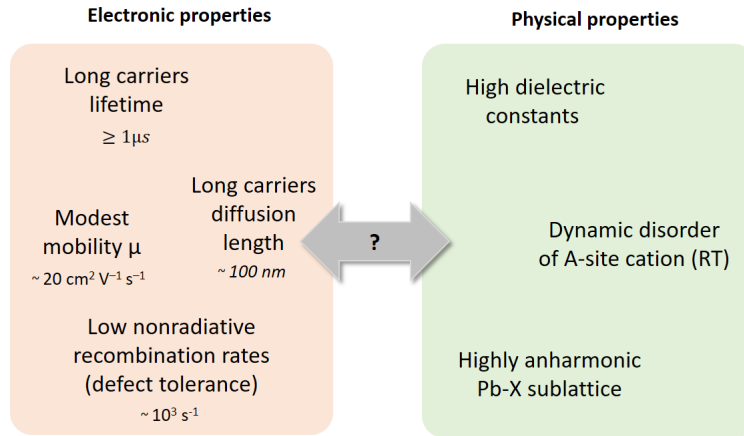 Electronic properties
Long carriers
lifetime
≥ 1μs
Long carriers
diffusion
length
~ 100 nm
Modest
mobility μ
~ 20 cm² V⁻¹ s⁻¹
Low nonradiative
recombination rates
(defect tolerance)
~ 10³ s⁻¹
?
Physical properties
High dielectric
constants
Dynamic disorder
of A-site cation (RT)
Highly anharmonic
Pb-X sublattice